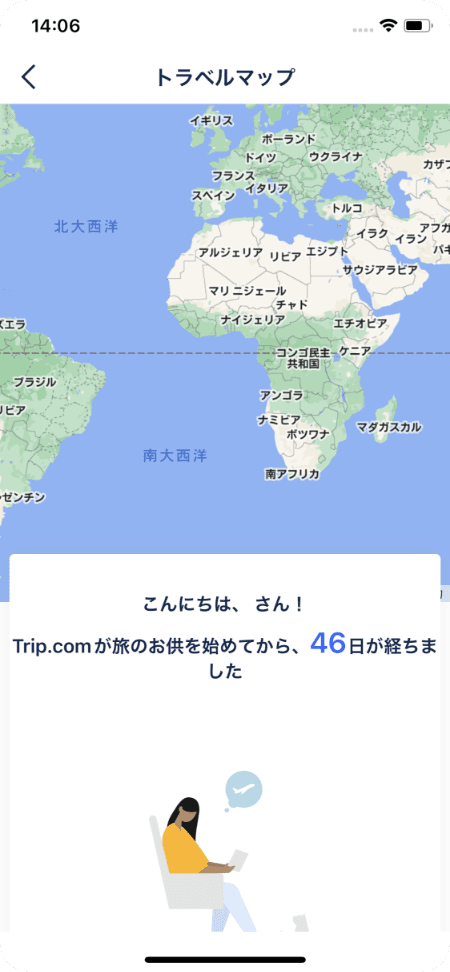 14:06
トラベルマップ
イギリス
ポーランド
ドイツ
ウクライナ
カザフ
フランス
スペイン
イタリア
トルコ
北大西洋
イラク
アフガ
イラン
パキ
アルジェリア
リビア
エジプト
サウジアラビア
マリ
ニジェール
チャド
ナイジェリア
エチオピア
ズエラ
コンゴ民主
共和国
ケニア
ブラジル
リビア
アンゴラ
ナミビア
ボツワナ
マダガスカル
南大西洋
南アフリカ
ゼンチン
こんにちは、 さん！
Trip.comが旅のお供を始めてから、46日が経ちま
した